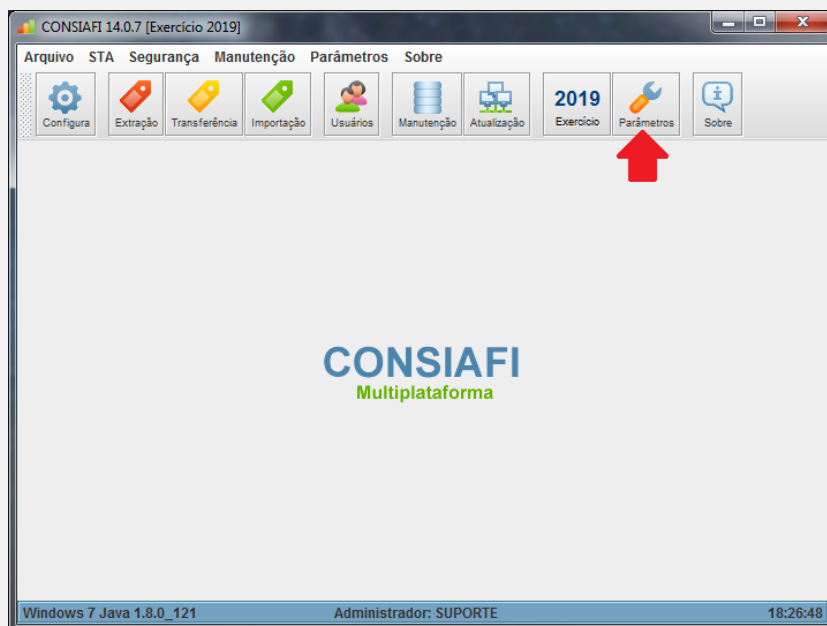 CONSIAFI 14.0.7 [Exercício 2019]
Arquivo STA Segurança Manutenção Parâmetros Sobre
2019
Configura Extração Transferência Importação Usuários Manutenção Atualização Exercício Parâmetros Sobre
CONSIAFI
Multiplataforma
Windows 7 Java 1.8.0_121 Administrador: SUPORTE 18:26:48